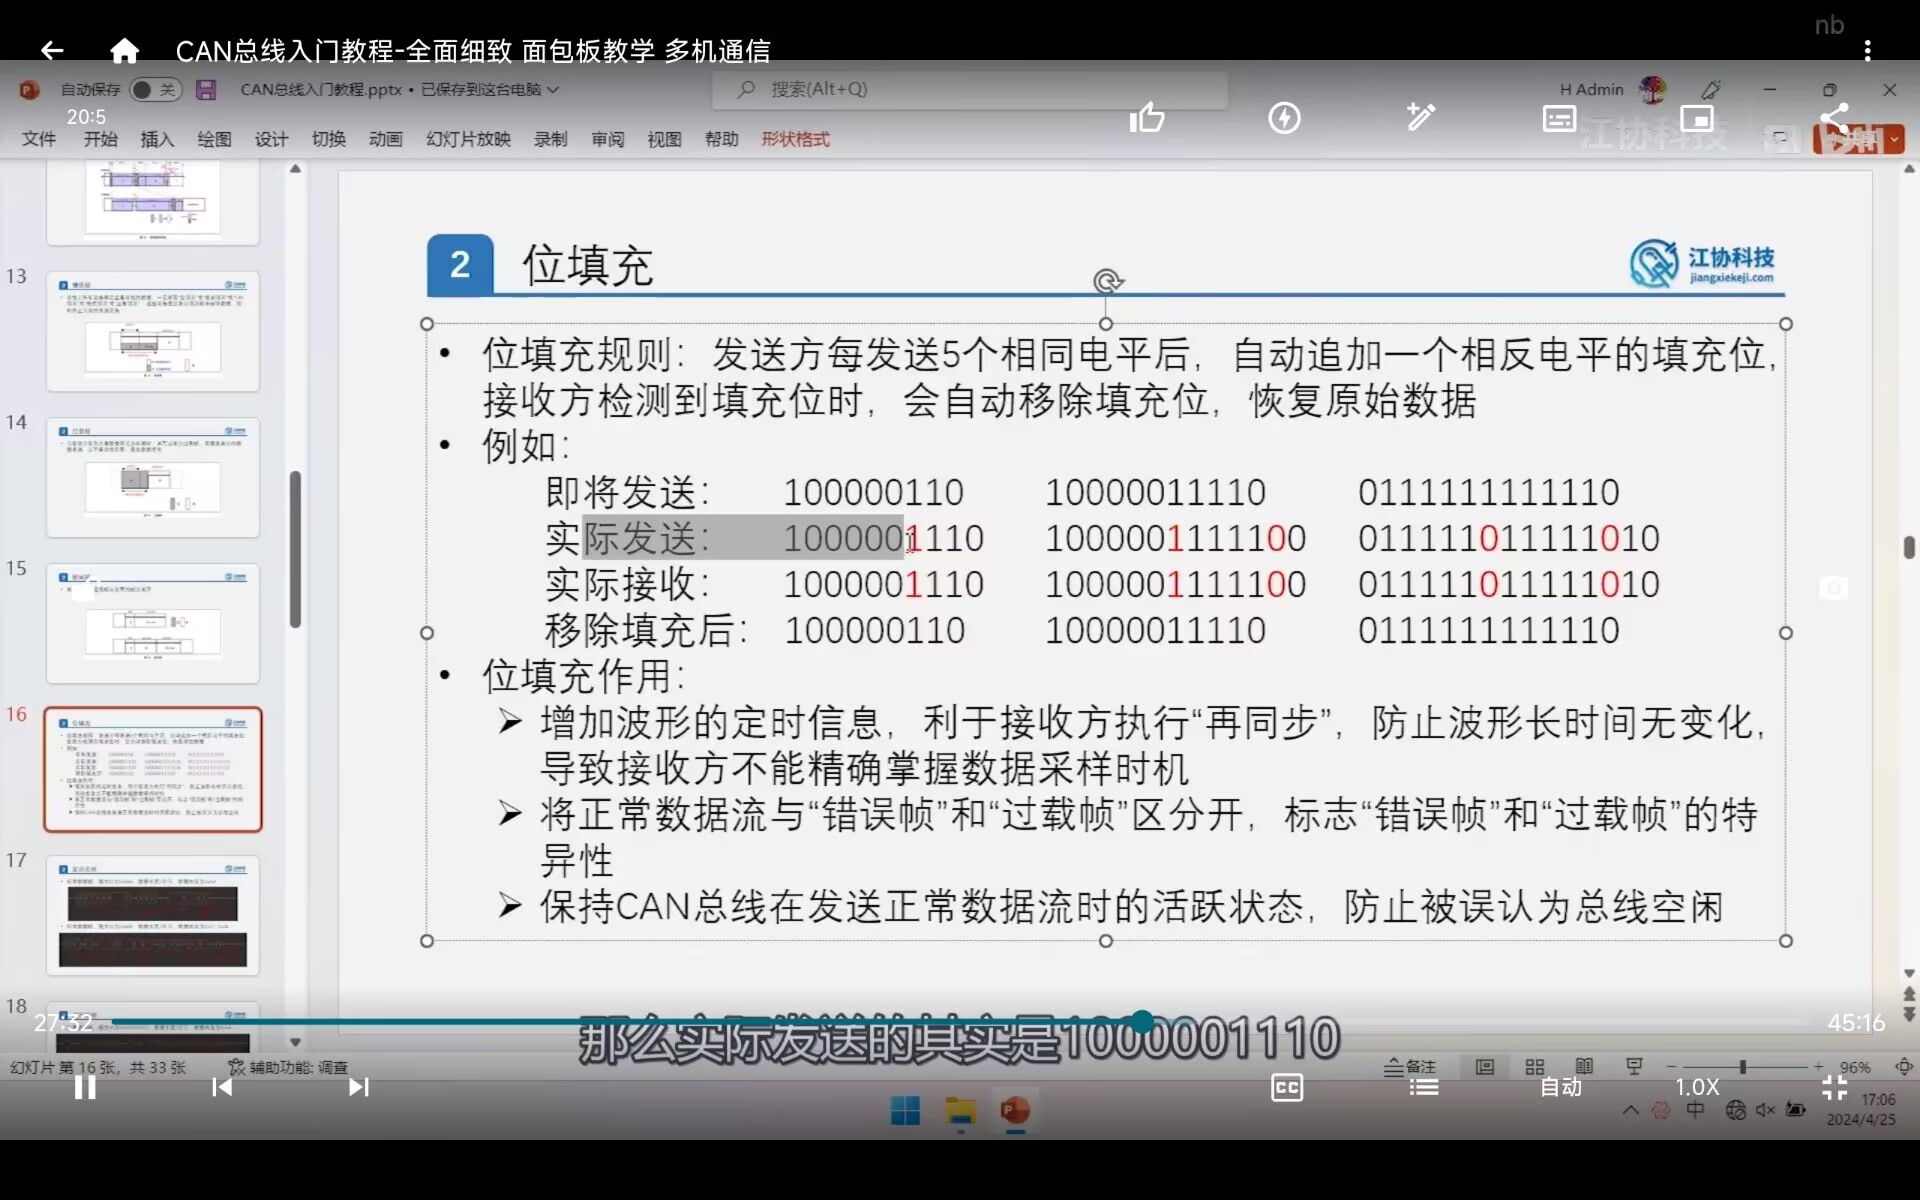 nb
CAN总线入门教程-全面细致 面包板教学 多机通信
自动保存 关 CAN总线入门教程.pptx • 已保存到这台电脑 搜索(Alt+Q) H Admin
20:5
文件 开始 插入 绘图 设计 切换 动画 幻灯片放映 录制 审阅 视图 帮助 形状格式
江协科技
2 位填充
江协科技
jiangxiekeji.com
• 位填充规则：发送方每发送5个相同电平后，自动追加一个相反电平的填充位，
接收方检测到填充位时，会自动移除填充位，恢复原始数据
• 例如：
即将发送： 100000110 10000011110 0111111111110
实际发送： 1000001110 1000001111100 011111011111010
实际接收： 1000001110 1000001111100 011111011111010
移除填充后： 100000110 10000011110 0111111111110
• 位填充作用：
➢ 增加波形的定时信息，利于接收方执行“再同步”，防止波形长时间无变化，
导致接收方不能精确掌握数据采样时机
➢ 将正常数据流与“错误帧”和“过载帧”区分开，标志“错误帧”和“过载帧”的特
异性
➢ 保持CAN总线在发送正常数据流时的活跃状态，防止被误认为总线空闲
13
14
15
16
17
18
27:32
45:16
那么实际发送的其实是1000001110
幻灯片 第 16 张，共 33 张 辅助功能: 调查 备注 96%
CC 自动 1.0X
中 17:06
2024/4/25